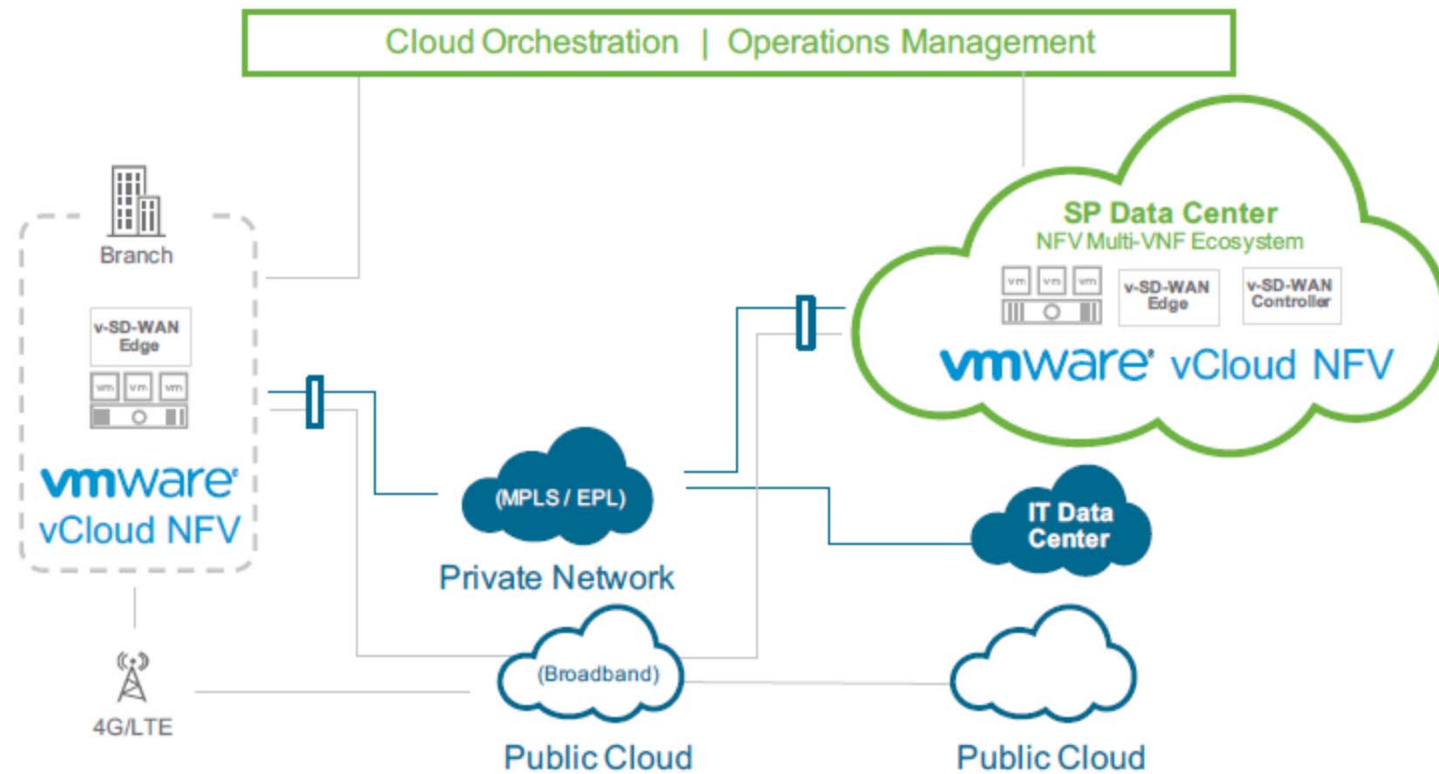 Cloud Orchestration | Operations Management
Branch
v-SD-WAN
Edge
vm vm vm
vmware®
vCloud NFV
4G/LTE
(MPLS / EPL)
Private Network
(Broadband)
Public Cloud
SP Data Center
NFV Multi-VNF Ecosystem
vm vm vm
v-SD-WAN
Edge
v-SD-WAN
Controller
vmware® vCloud NFV
IT Data
Center
Public Cloud